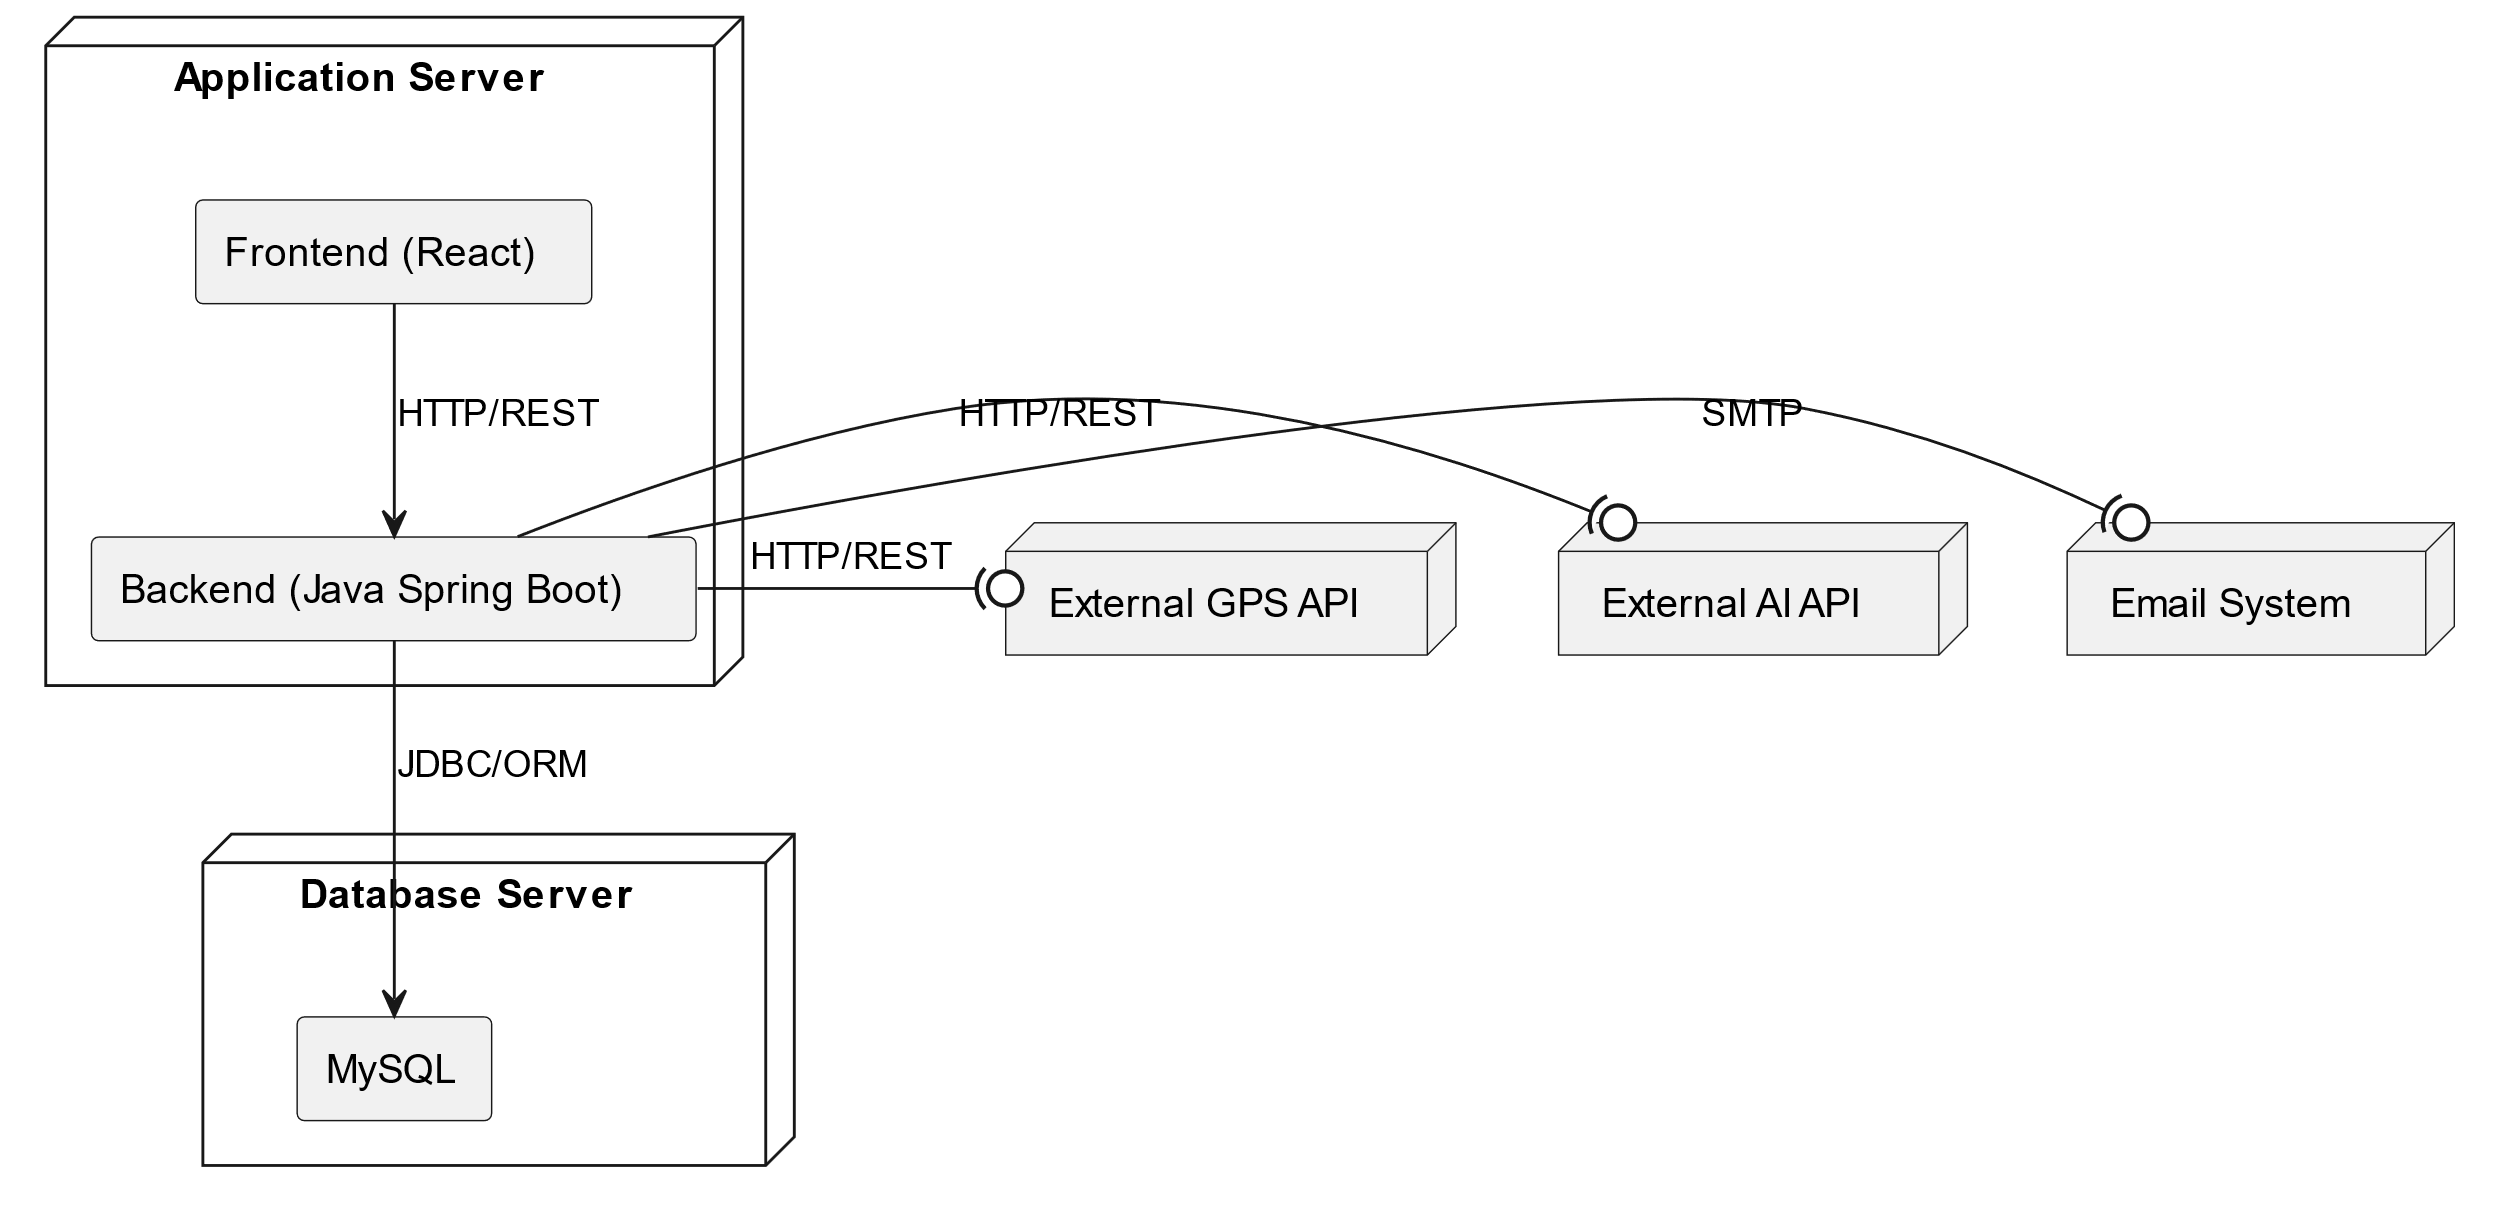 Application Server
Frontend (React)
HTTP/REST
HTTP/REST
SMTP
HTTP/REST
Backend (Java Spring Boot)
External GPS API
External AI API
Email System
JDBC/ORM
Database Server
MySQL